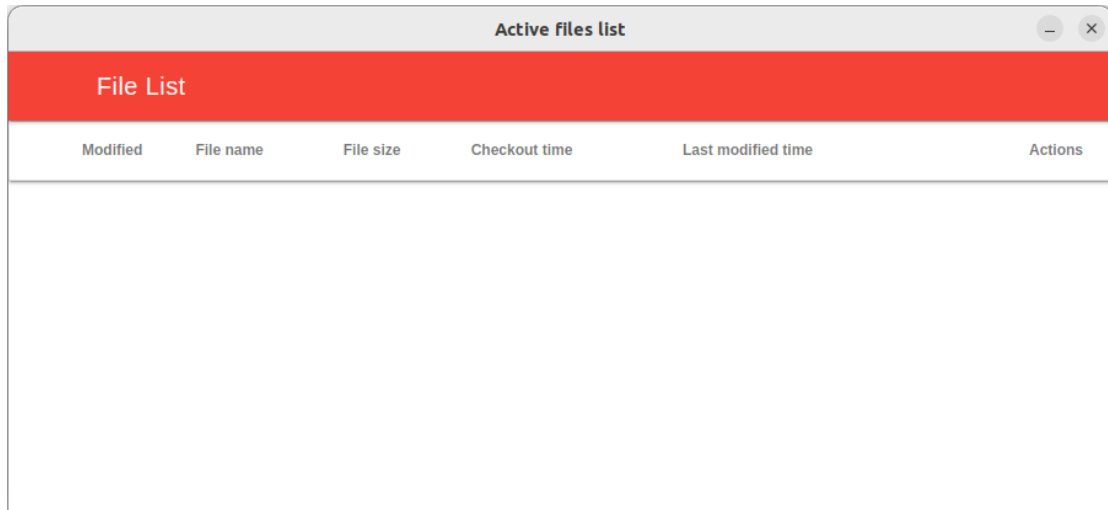 Active files list
File List
Modified File name File size Checkout time Last modified time Actions